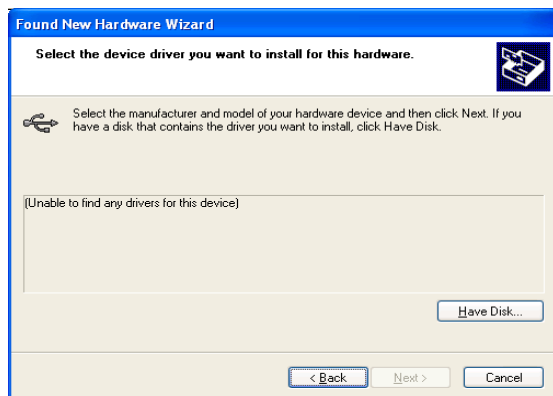 Found New Hardware Wizard
Select the device driver you want to install for this hardware.
Select the manufacturer and model of your hardware device and then click Next. If you
have a disk that contains the driver you want to install, click Have Disk.
(Unable to find any drivers for this device)
Have Disk...
< Back   Next >   Cancel